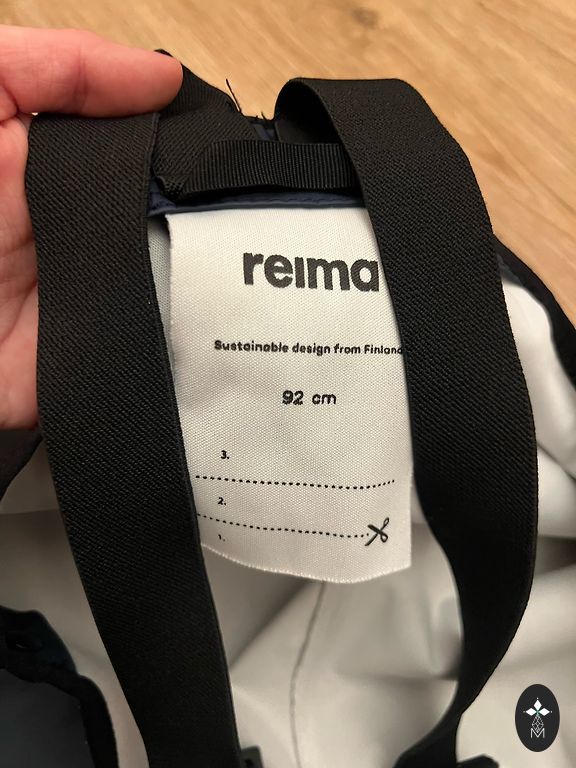 reima
Sustainable design from Finland
92 cm
3.
2.
1.